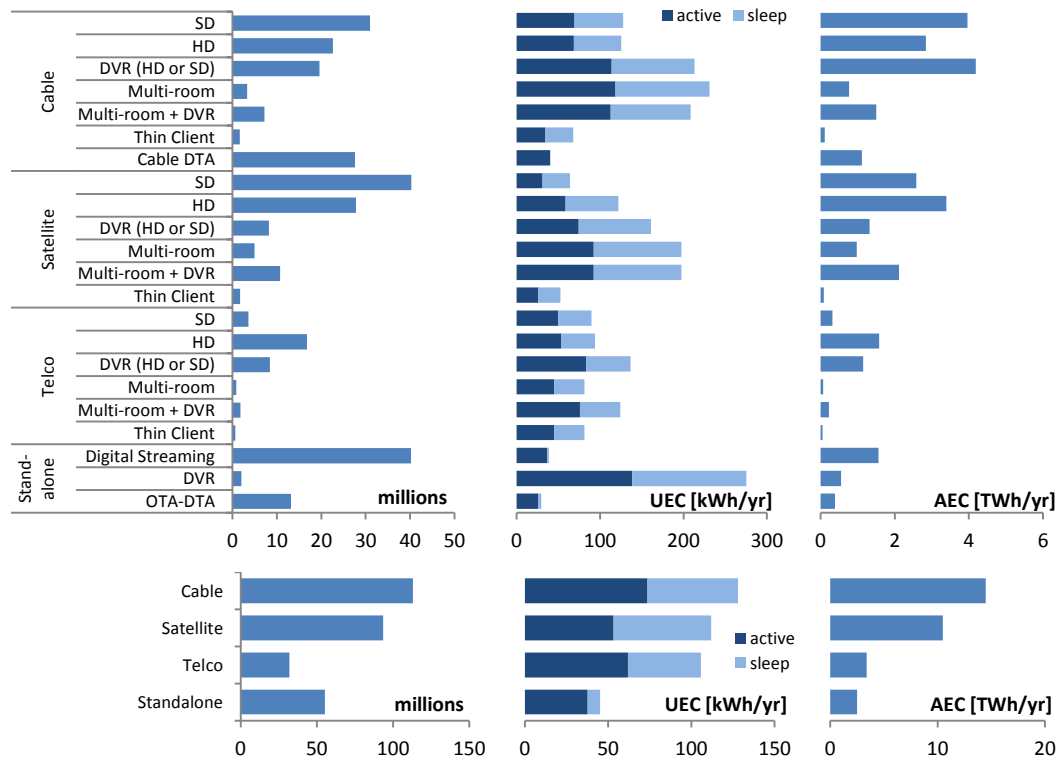 active sleep
Cable
SD
HD
DVR (HD or SD)
Multi-room
Multi-room + DVR
Thin Client
Cable DTA
Satellite
SD
HD
DVR (HD or SD)
Multi-room
Multi-room + DVR
Thin Client
Telco
SD
HD
DVR (HD or SD)
Multi-room
Multi-room + DVR
Thin Client
Stand-
alone
Digital Streaming
DVR
OTA-DTA
millions UEC [kWh/yr] AEC [TWh/yr]
0 10 20 30 40 50 0 100 200 300 0 2 4 6
Cable
Satellite
Telco
Standalone
active
sleep
millions UEC [kWh/yr] AEC [TWh/yr]
0 50 100 150 0 50 100 150 0 10 20